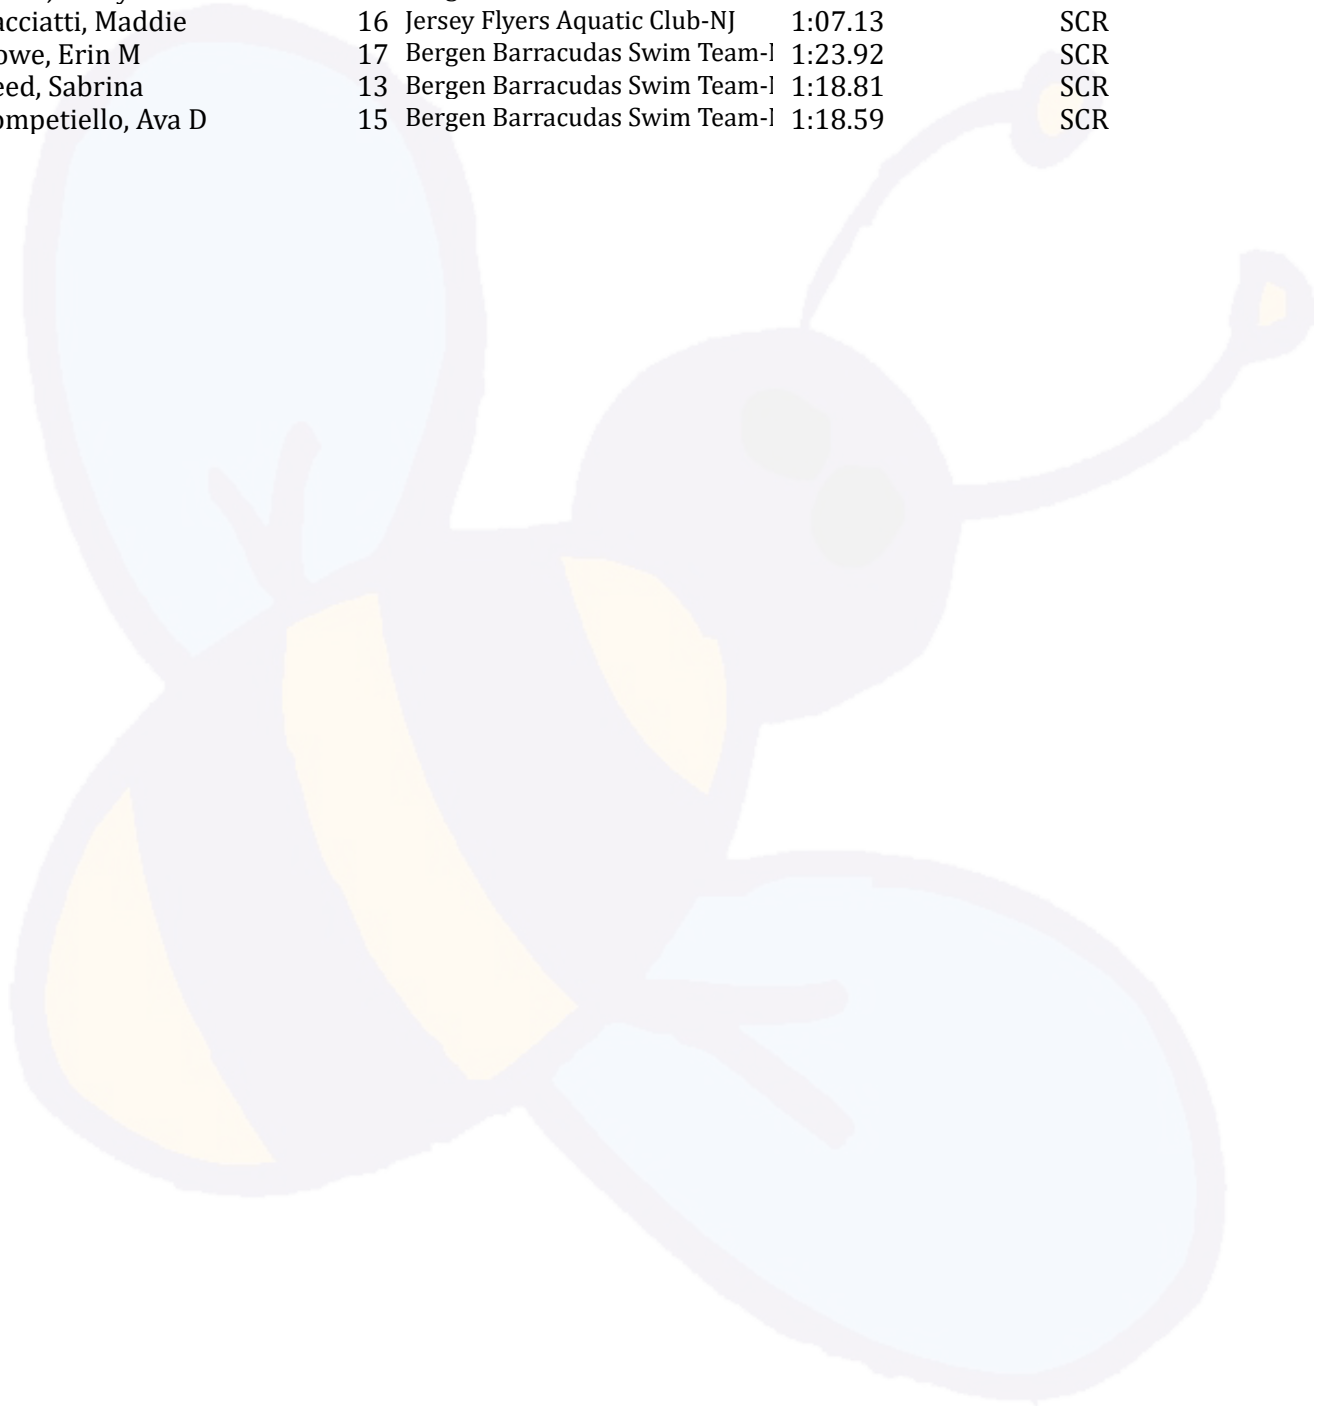 acciatti, Maddie 16 Jersey Flyers Aquatic Club-NJ 1:07.13 SCR
owe, Erin M 17 Bergen Barracudas Swim Team-N 1:23.92 SCR
eed, Sabrina 13 Bergen Barracudas Swim Team-N 1:18.81 SCR
ompetiello, Ava D 15 Bergen Barracudas Swim Team-N 1:18.59 SCR